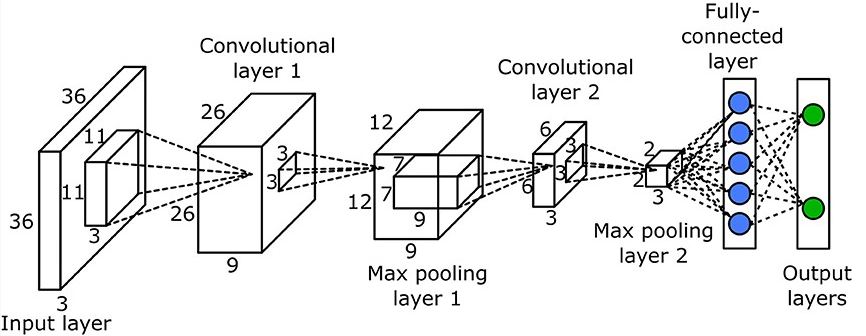 36
11
11
36
3
3
Input layer
Convolutional
layer 1
26
26
3
3
9
12
12
7
7
9
9
Max pooling
layer 1
Convolutional
layer 2
6
3
3
6
3
2
2
3
Max pooling
layer 2
Fully-
connected
layer
Output
layers